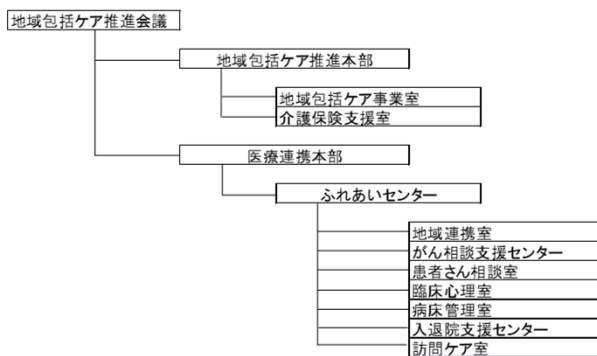 地域包括ケア推進会議
地域包括ケア推進本部
地域包括ケア事業室
介護保険支援室
医療連携本部
ふれあいセンター
地域連携室
がん相談支援センター
患者さん相談室
臨床心理室
病床管理室
入退院支援センター
訪問ケア室